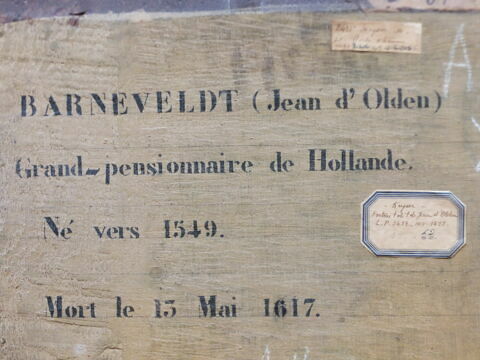 BARNEVELDT (Jean d'Olden)
Grand-pensionnaire de Hollande.
Né vers 1549.
Mort le 13 Mai 1617.
A